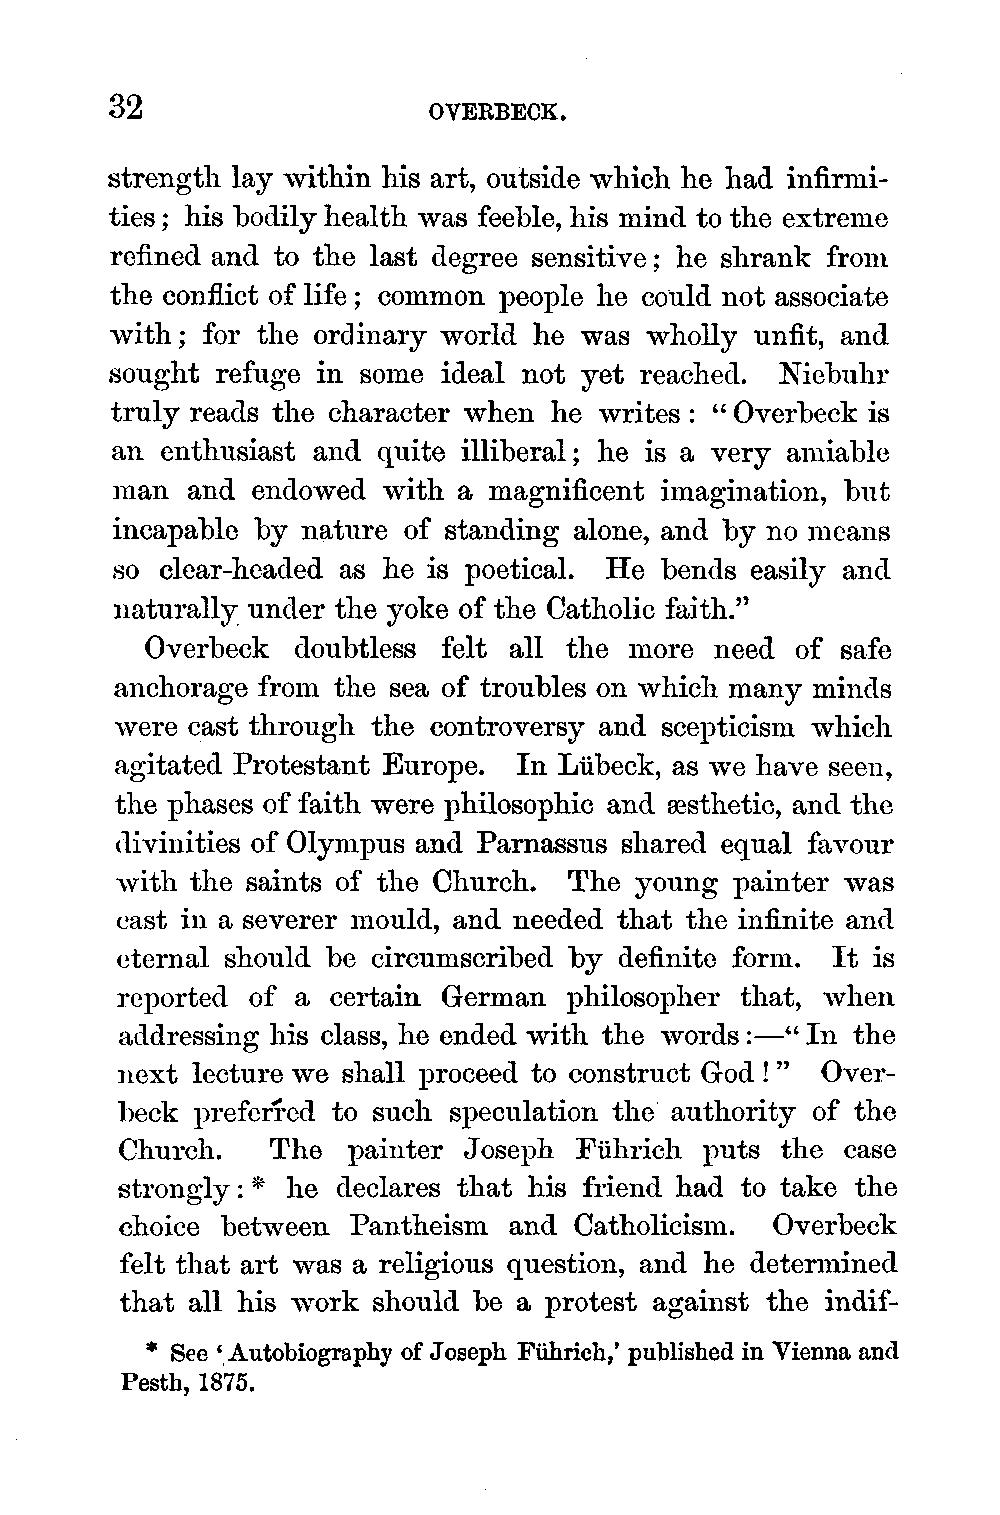 32 OVERBECK.
strength lay within his art, outside which he had infirmi-
ties; his bodily health was feeble, his mind to the extreme
refined and to the last degree sensitive; he shrank from
the conflict of life; common people he could not associate
with; for the ordinary world he was wholly unfit, and
sought refuge in some ideal not yet reached. Niebuhr
truly reads the character when he writes: “Overbeck is
an enthusiast and quite illiberal; he is a very amiable
man and endowed with a magnificent imagination, but
incapable by nature of standing alone, and by no means
so clear-headed as he is poetical. He bends easily and
naturally under the yoke of the Catholic faith.”
Overbeck doubtless felt all the more need of safe
anchorage from the sea of troubles on which many minds
were cast through the controversy and scepticism which
agitated Protestant Europe. In Lübeck, as we have seen,
the phases of faith were philosophic and æsthetic, and the
divinities of Olympus and Parnassus shared equal favour
with the saints of the Church. The young painter was
cast in a severer mould, and needed that the infinite and
eternal should be circumscribed by definite form. It is
reported of a certain German philosopher that, when
addressing his class, he ended with the words:—“In the
next lecture we shall proceed to construct God!” Over-
beck preferred to such speculation the authority of the
Church. The painter Joseph Führich puts the case
strongly:* he declares that his friend had to take the
choice between Pantheism and Catholicism. Overbeck
felt that art was a religious question, and he determined
that all his work should be a protest against the indif-
* See ‘Autobiography of Joseph Führich,’ published in Vienna and
Pesth, 1875.